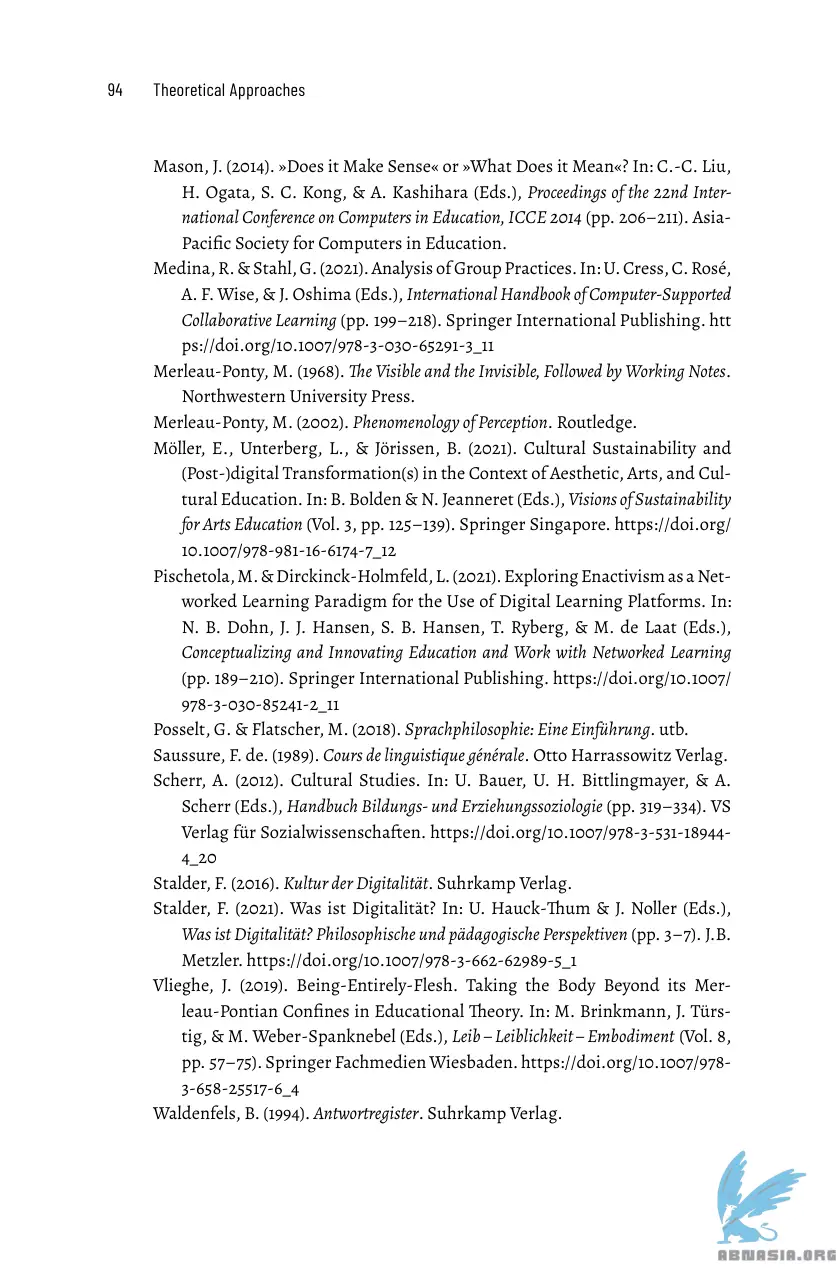 94 Theoretical Approaches
Mason, J. (2014). »Does it Make Sense« or »What Does it Mean«? In: C.-C. Liu,
H. Ogata, S. C. Kong, & A. Kashihara (Eds.), Proceedings of the 22nd Inter-
national Conference on Computers in Education, ICCE 2014 (pp. 206–211). Asia-
Pacific Society for Computers in Education.
Medina, R. & Stahl, G. (2021). Analysis of Group Practices. In: U. Cress, C. Rosé,
A. F. Wise, & J. Oshima (Eds.), International Handbook of Computer-Supported
Collaborative Learning (pp. 199–218). Springer International Publishing. htt
ps://doi.org/10.1007/978-3-030-65291-3_11
Merleau-Ponty, M. (1968). The Visible and the Invisible, Followed by Working Notes.
Northwestern University Press.
Merleau-Ponty, M. (2002). Phenomenology of Perception. Routledge.
Möller, E., Unterberg, L., & Jörissen, B. (2021). Cultural Sustainability and
(Post-)digital Transformation(s) in the Context of Aesthetic, Arts, and Cul-
tural Education. In: B. Bolden & N. Jeanneret (Eds.), Visions of Sustainability
for Arts Education (Vol. 3, pp. 125–139). Springer Singapore. https://doi.org/
10.1007/978-981-16-6174-7_12
Pischetola, M. & Dirckinck-Holmfeld, L. (2021). Exploring Enactivism as a Net-
worked Learning Paradigm for the Use of Digital Learning Platforms. In:
N. B. Dohn, J. J. Hansen, S. B. Hansen, T. Ryberg, & M. de Laat (Eds.),
Conceptualizing and Innovating Education and Work with Networked Learning
(pp. 189–210). Springer International Publishing. https://doi.org/10.1007/
978-3-030-85241-2_11
Posselt, G. & Flatscher, M. (2018). Sprachphilosophie: Eine Einführung. utb.
Saussure, F. de. (1989). Cours de linguistique générale. Otto Harrassowitz Verlag.
Scherr, A. (2012). Cultural Studies. In: U. Bauer, U. H. Bittlingmayer, & A.
Scherr (Eds.), Handbuch Bildungs- und Erziehungssoziologie (pp. 319–334). VS
Verlag für Sozialwissenschaften. https://doi.org/10.1007/978-3-531-18944-
4_20
Stalder, F. (2016). Kultur der Digitalität. Suhrkamp Verlag.
Stalder, F. (2021). Was ist Digitalität? In: U. Hauck-Thum & J. Noller (Eds.),
Was ist Digitalität? Philosophische und pädagogische Perspektiven (pp. 3–7). J.B.
Metzler. https://doi.org/10.1007/978-3-662-62989-5_1
Vlieghe, J. (2019). Being-Entirely-Flesh. Taking the Body Beyond its Mer-
leau-Pontian Confines in Educational Theory. In: M. Brinkmann, J. Türs-
tig, & M. Weber-Spanknebel (Eds.), Leib – Leiblichkeit – Embodiment (Vol. 8,
pp. 57–75). Springer Fachmedien Wiesbaden. https://doi.org/10.1007/978-
3-658-25517-6_4
Waldenfels, B. (1994). Antwortregister. Suhrkamp Verlag.
ABNASIA.ORG